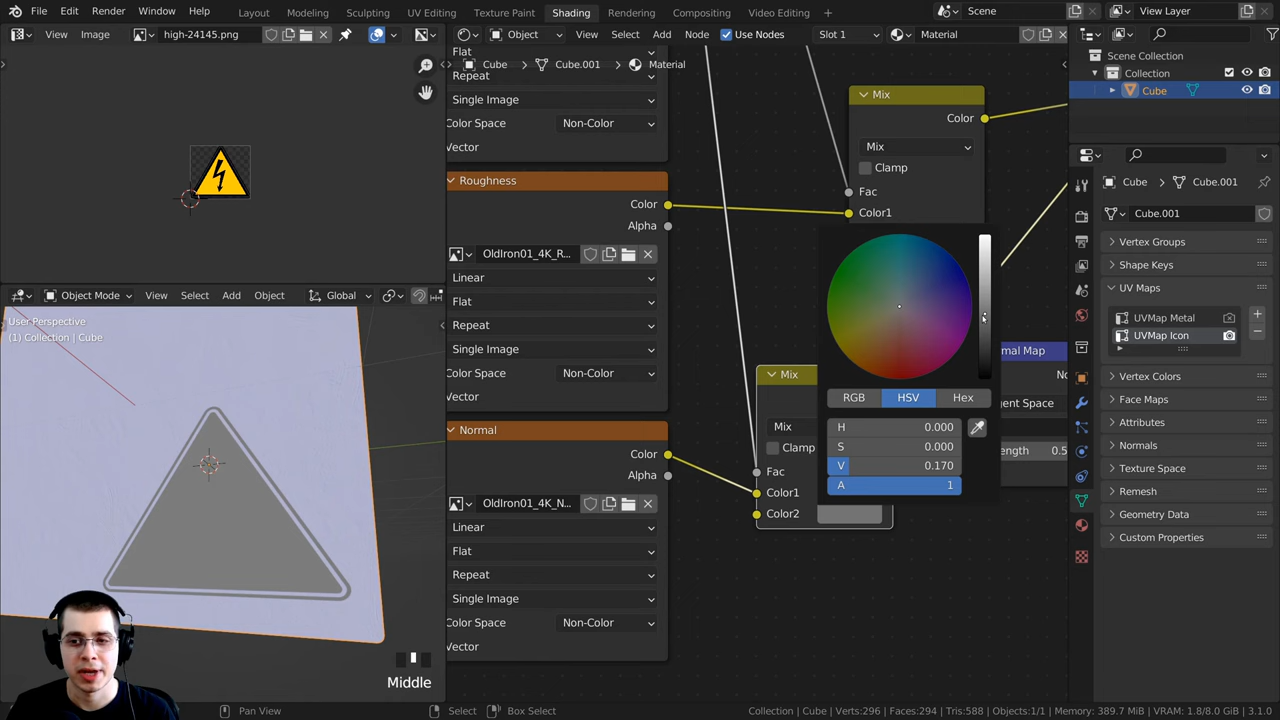 File Edit Render Window Help
Layout Modeling Sculpting UV Editing Texture Paint Shading Rendering Compositing Video Editing +
Scene
View Layer
View Image
high-24145.png
Object View Select Add Node Use Nodes Slot 1 Material
Cube Cube.001 Material
Flat
Repeat
Single Image
Color Space Non-Color
Vector
Roughness
Color
Alpha
OldIron01_4K_R...
Linear
Flat
Repeat
Single Image
Color Space Non-Color
Vector
Normal
Color
Alpha
OldIron01_4K_N...
Linear
Flat
Repeat
Single Image
Color Space Non-Color
Vector
Mix
Color
Mix
Clamp
Fac
Color1
RGB HSV Hex
H 0.000
S 0.000
V 0.170
A 1
Mix
Mix
Clamp
Fac
Color1
Color2
mal Map
No
ent Space
ength 0.5
Object Mode View Select Add Object Global
User Perspective
(1) Collection | Cube
Middle
Scene Collection
Collection
Cube
Cube Cube.001
Cube.001
Vertex Groups
Shape Keys
UV Maps
UVMap Metal
UVMap Icon
Vertex Colors
Face Maps
Attributes
Normals
Texture Space
Remesh
Geometry Data
Custom Properties
Pan View
Select
Box Select
Collection | Cube | Verts:296 | Faces:294 | Tris:588 | Objects:1/1 | Memory: 389.7 MiB | VRAM: 1.8/8.0 GiB | 3.1.0